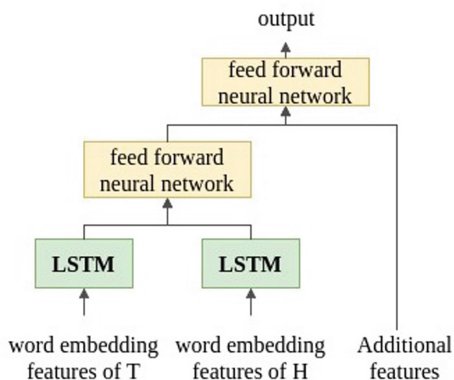 output
feed forward
neural network
feed forward
neural network
LSTM
LSTM
word embedding
features of T
word embedding
features of H
Additional
features